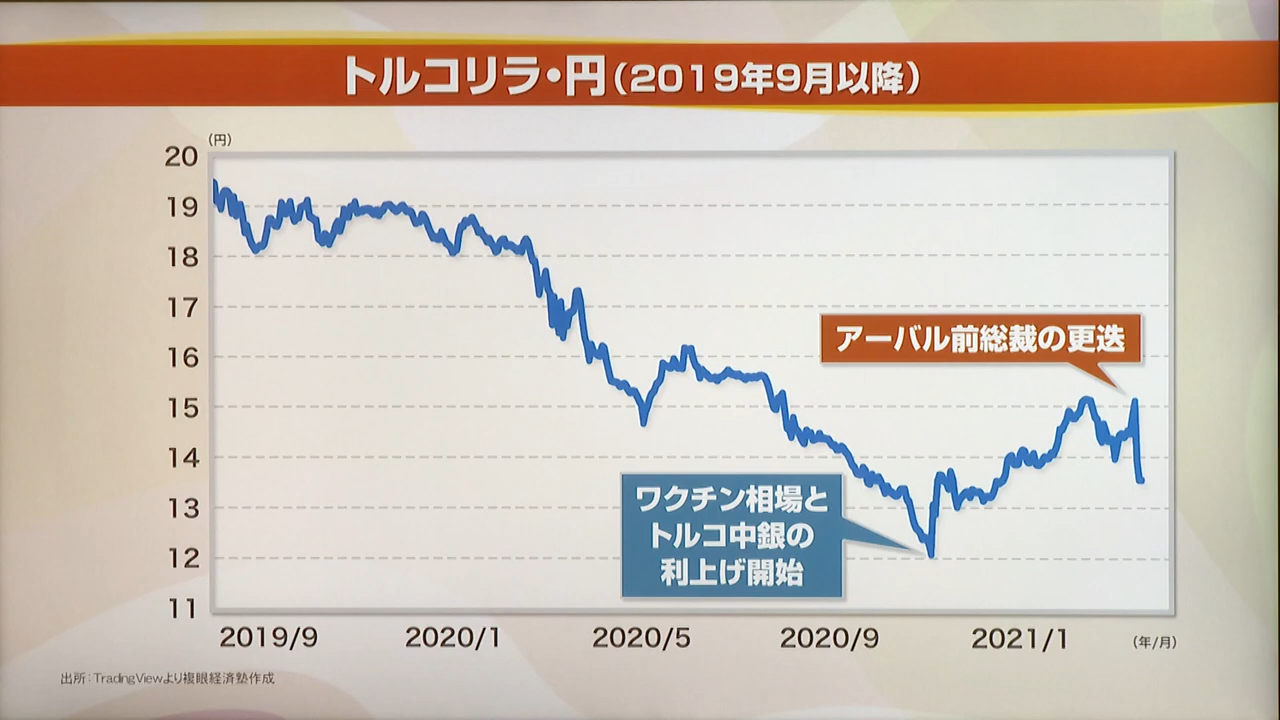 トルコリラ・円(2019年9月以降)
(円)
20
19
18
17
16
15
14
13
12
11
アーバル前総裁の更迭
ワクチン相場と
トルコ中銀の
利上げ開始
2019/9
2020/1
2020/5
2020/9
2021/1
(年/月)
出所:TradingViewより複眼経済塾作成